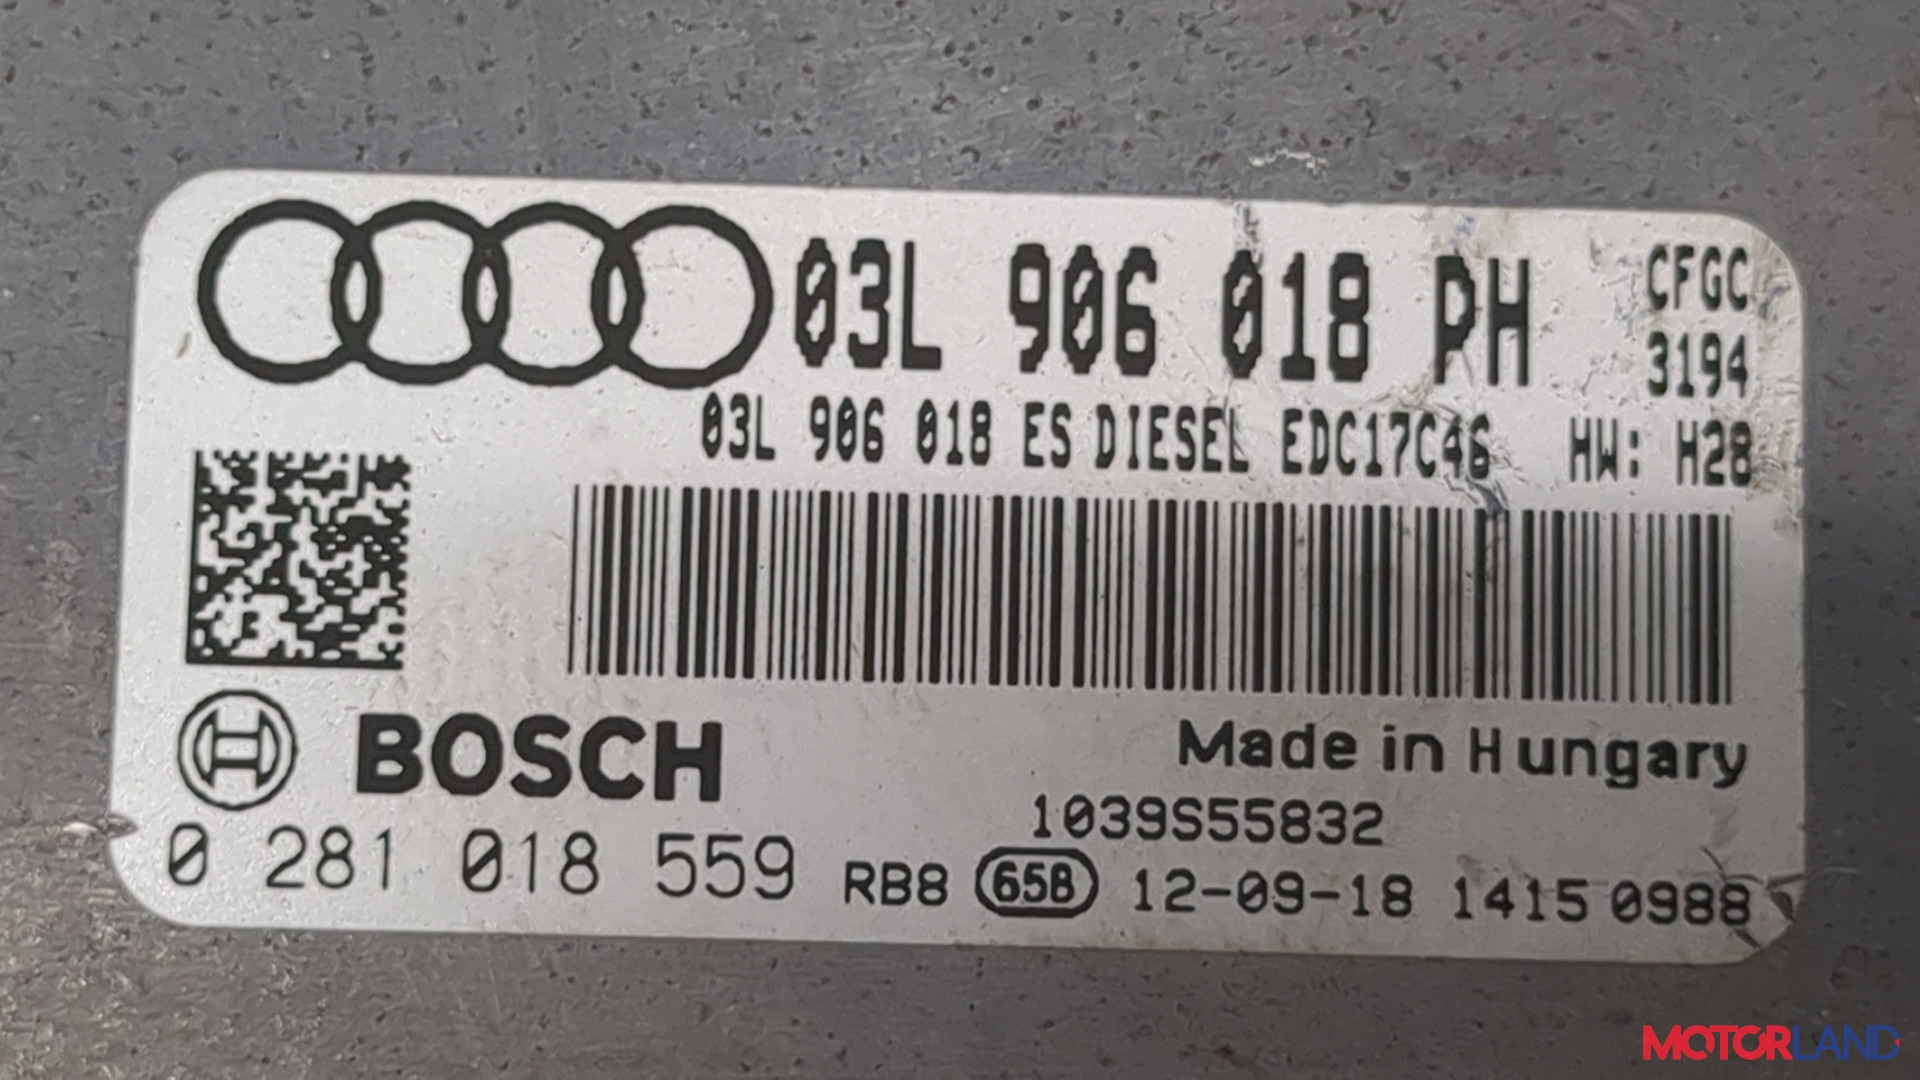 03L 906 018 PH CFGC
3194
03L 906 018 ES DIESEL EDC17C46 HW: H28
BOSCH
Made in Hungary
1039S55832
0 281 018 559 RB8 65B 12-09-18 1415 0988
MOTORLAND